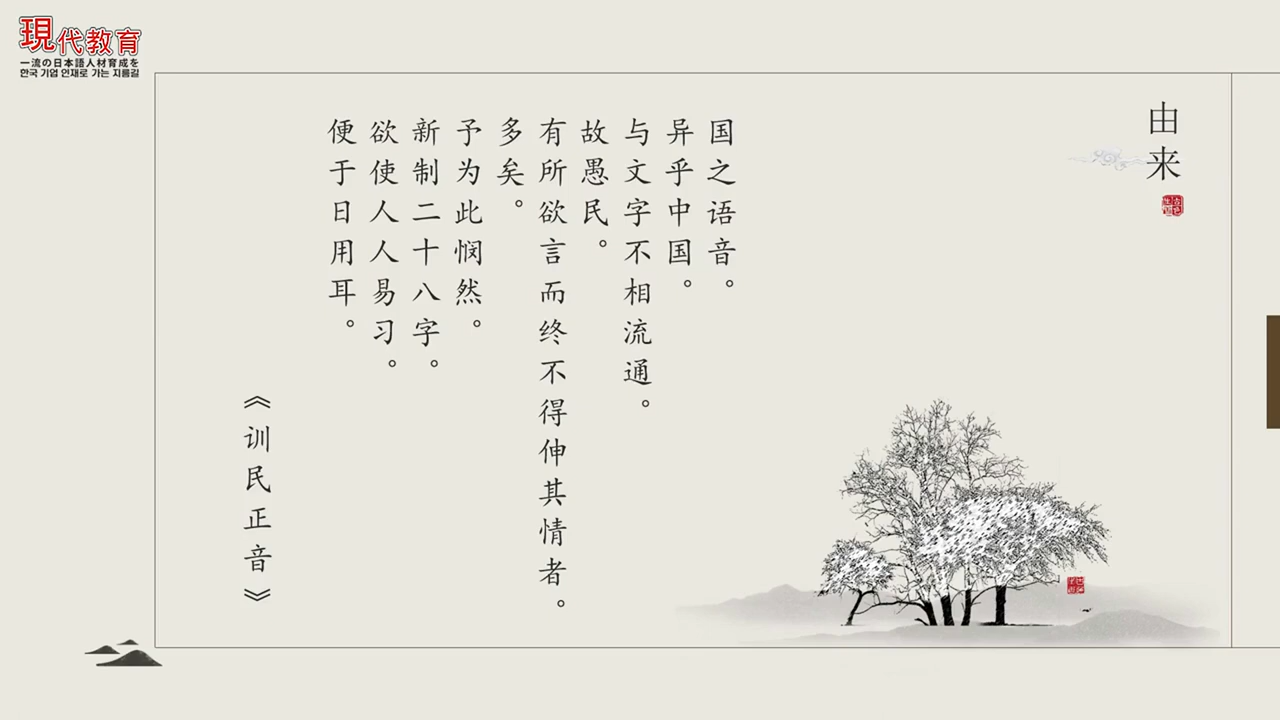 現代教育
一流の日本語人材育成を
한국 기업 인재로 가는 지름길
由来
国之语音。
异乎中国。
与文字不相流通。
故愚民。
有所欲言而终不得伸其情者。
多矣。
予为此悯然。
新制二十八字。
欲使人人易习。
便于日用耳。
《训民正音》